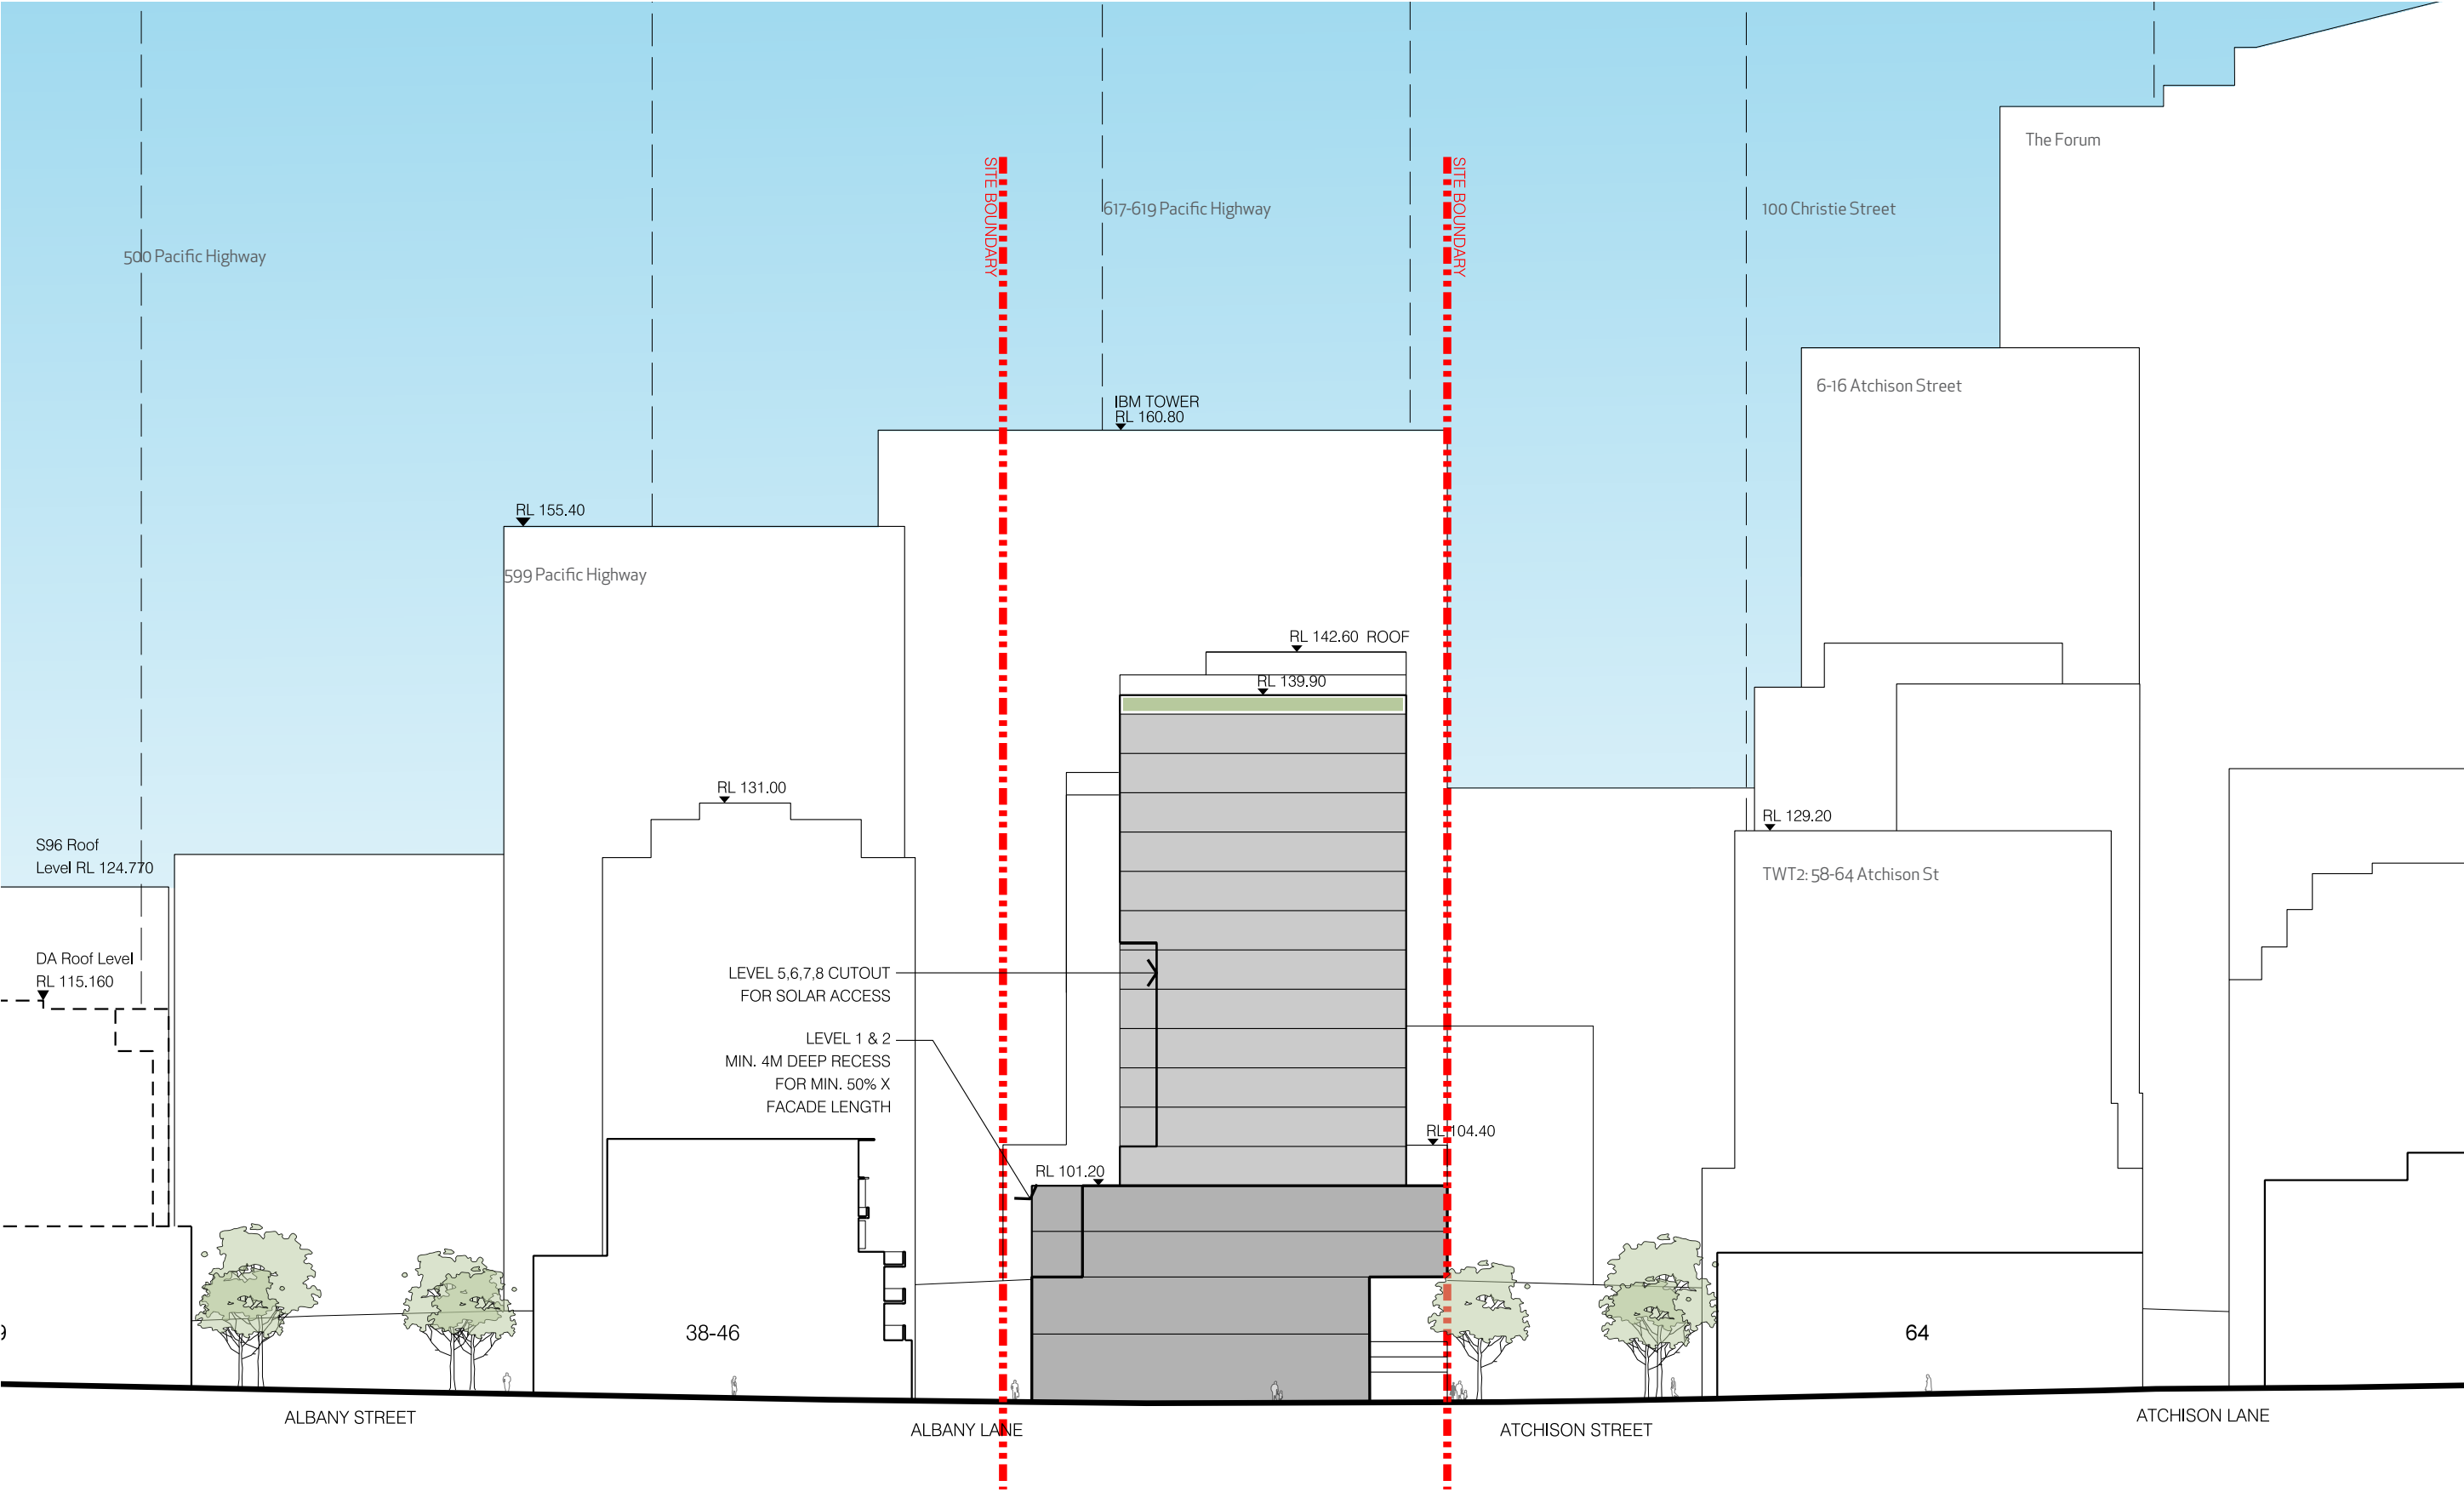 The Forum
SITE BOUNDARY
SITE BOUNDARY
617-619 Pacific Highway
100 Christie Street
500 Pacific Highway
6-16 Atchison Street
IBM TOWER
RL 160.80
RL 155.40
599 Pacific Highway
RL 142.60 ROOF
RL 139.90
RL 131.00
RL 129.20
S96 Roof
Level RL 124.770
TWT2: 58-64 Atchison St
DA Roof Level
RL 115.160
LEVEL 5,6,7,8 CUTOUT
FOR SOLAR ACCESS
LEVEL 1 & 2
MIN. 4M DEEP RECESS
FOR MIN. 50% X
FACADE LENGTH
RL 104.40
RL 101.20
38-46
64
ALBANY STREET
ALBANY LANE
ATCHISON STREET
ATCHISON LANE